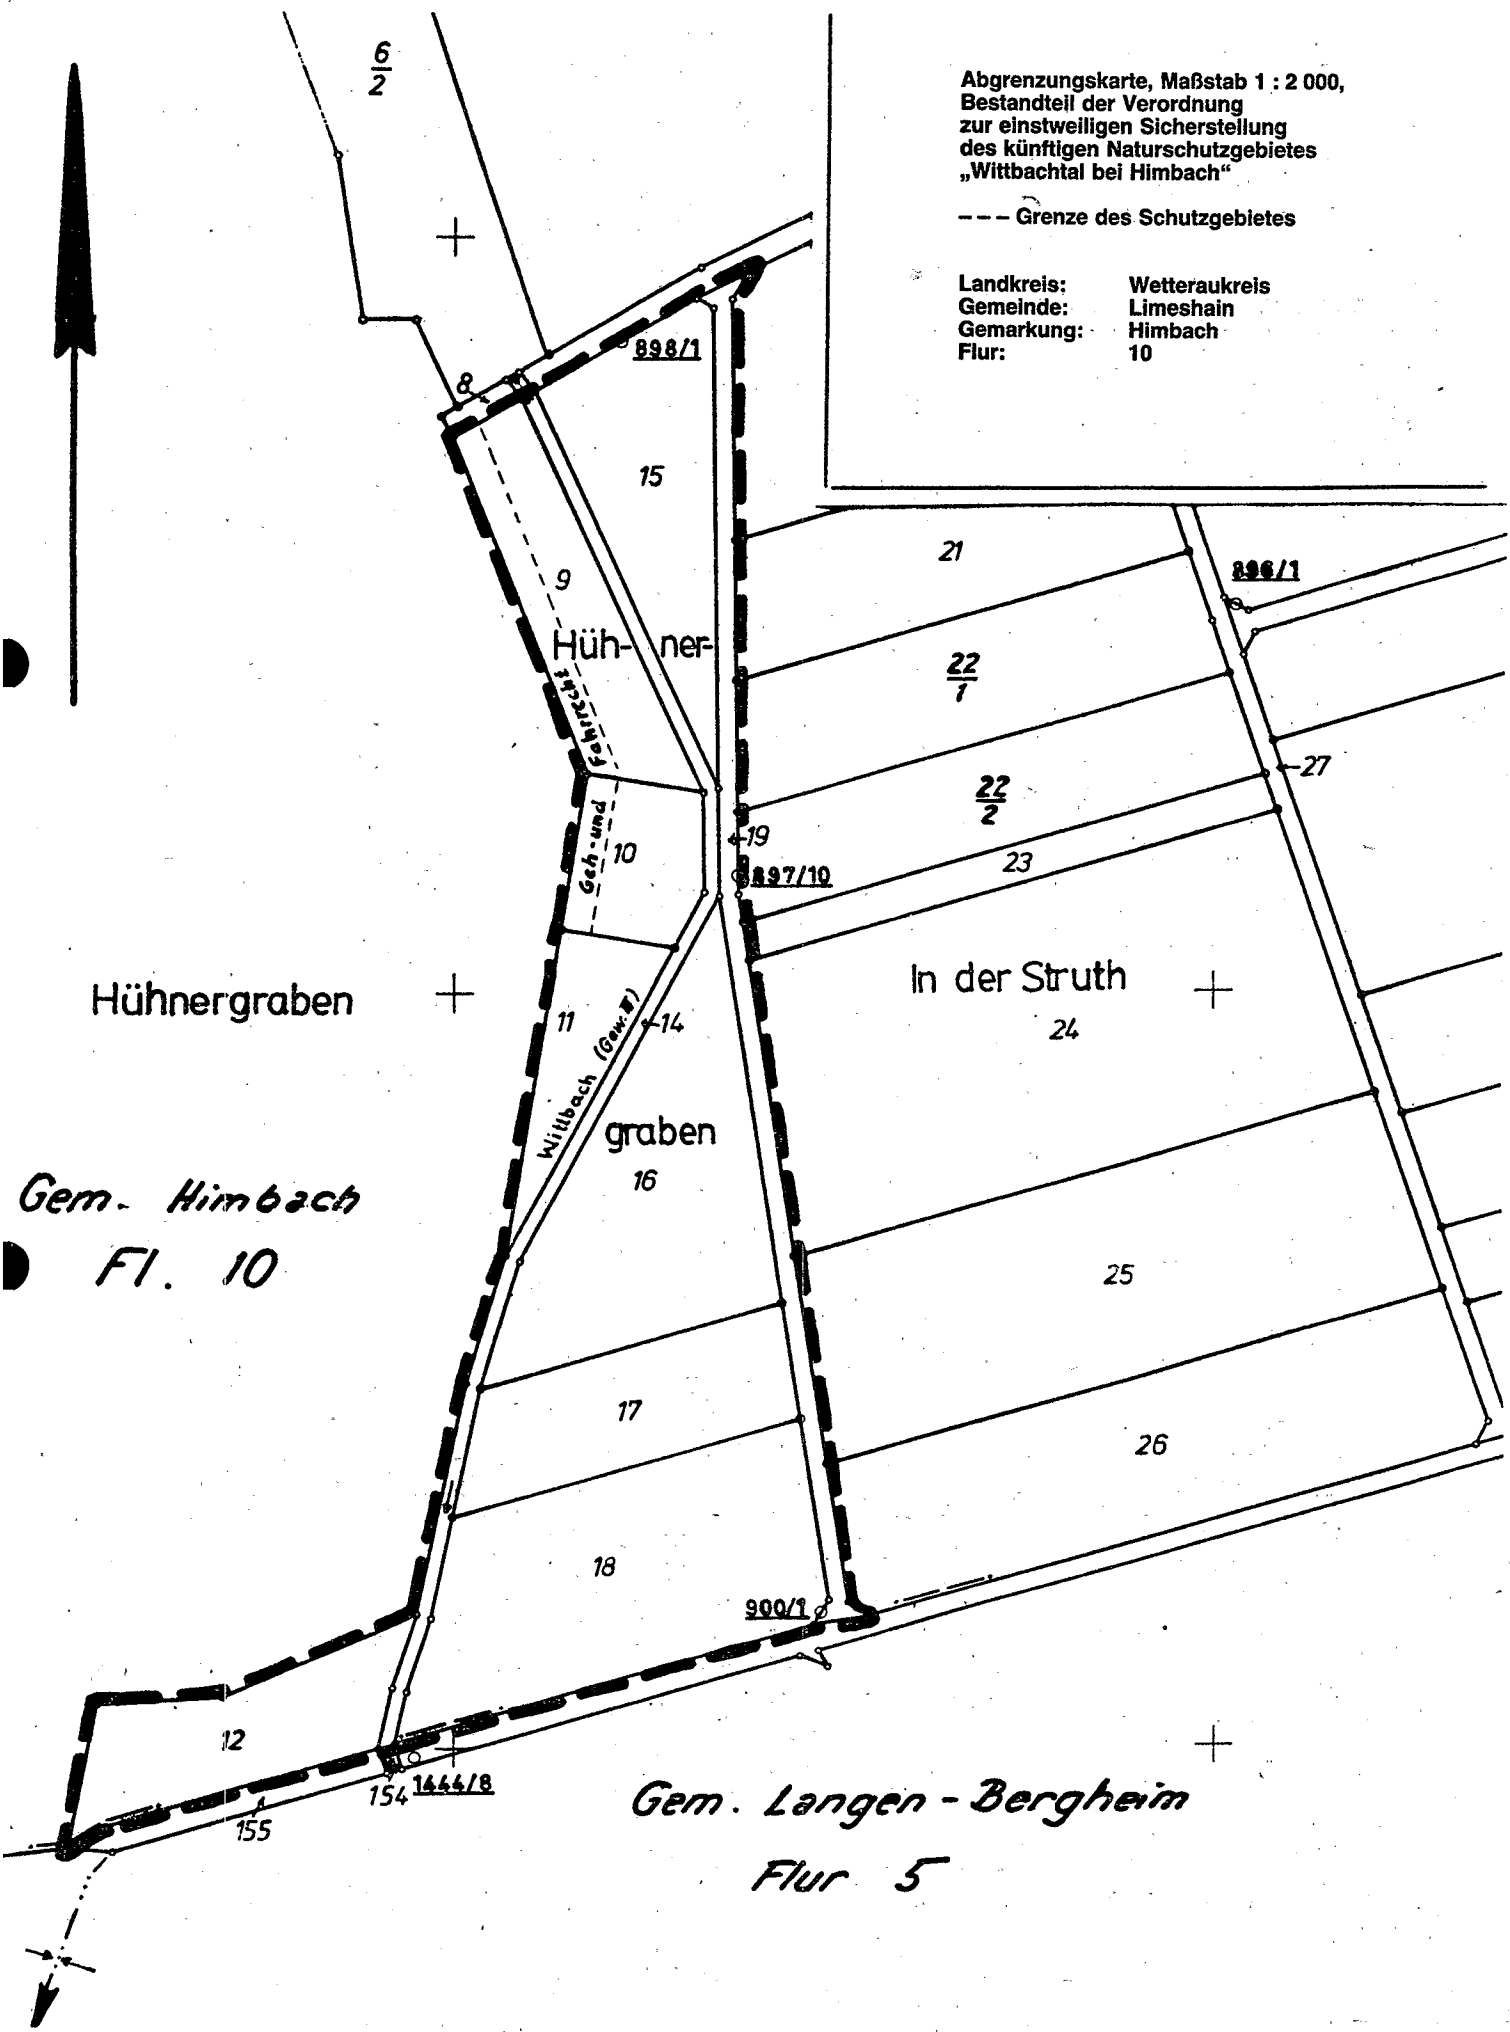 6
2
Abgrenzungskarte, Maßstab 1 : 2 000,
Bestandteil der Verordnung
zur einstweiligen Sicherstellung
des künftigen Naturschutzgebietes
„Wittbachtal bei Himbach“
--- Grenze des Schutzgebietes
Landkreis: Wetteraukreis
Gemeinde: Limeshain
Gemarkung: Himbach
Flur: 10
898/1
8
15
21
9
896/1
Hüh- ner-
22
1
Geh-und Fahrrecht
27
22
2
19
10
23
897/10
In der Struth
Hühnergraben
11
14
24
Wittbach (Gew. III)
graben
16
Gem. Himbach
Fl. 10
25
17
26
18
900/1
12
154
1444/8
155
Gem. Langen-Bergheim
Flur 5